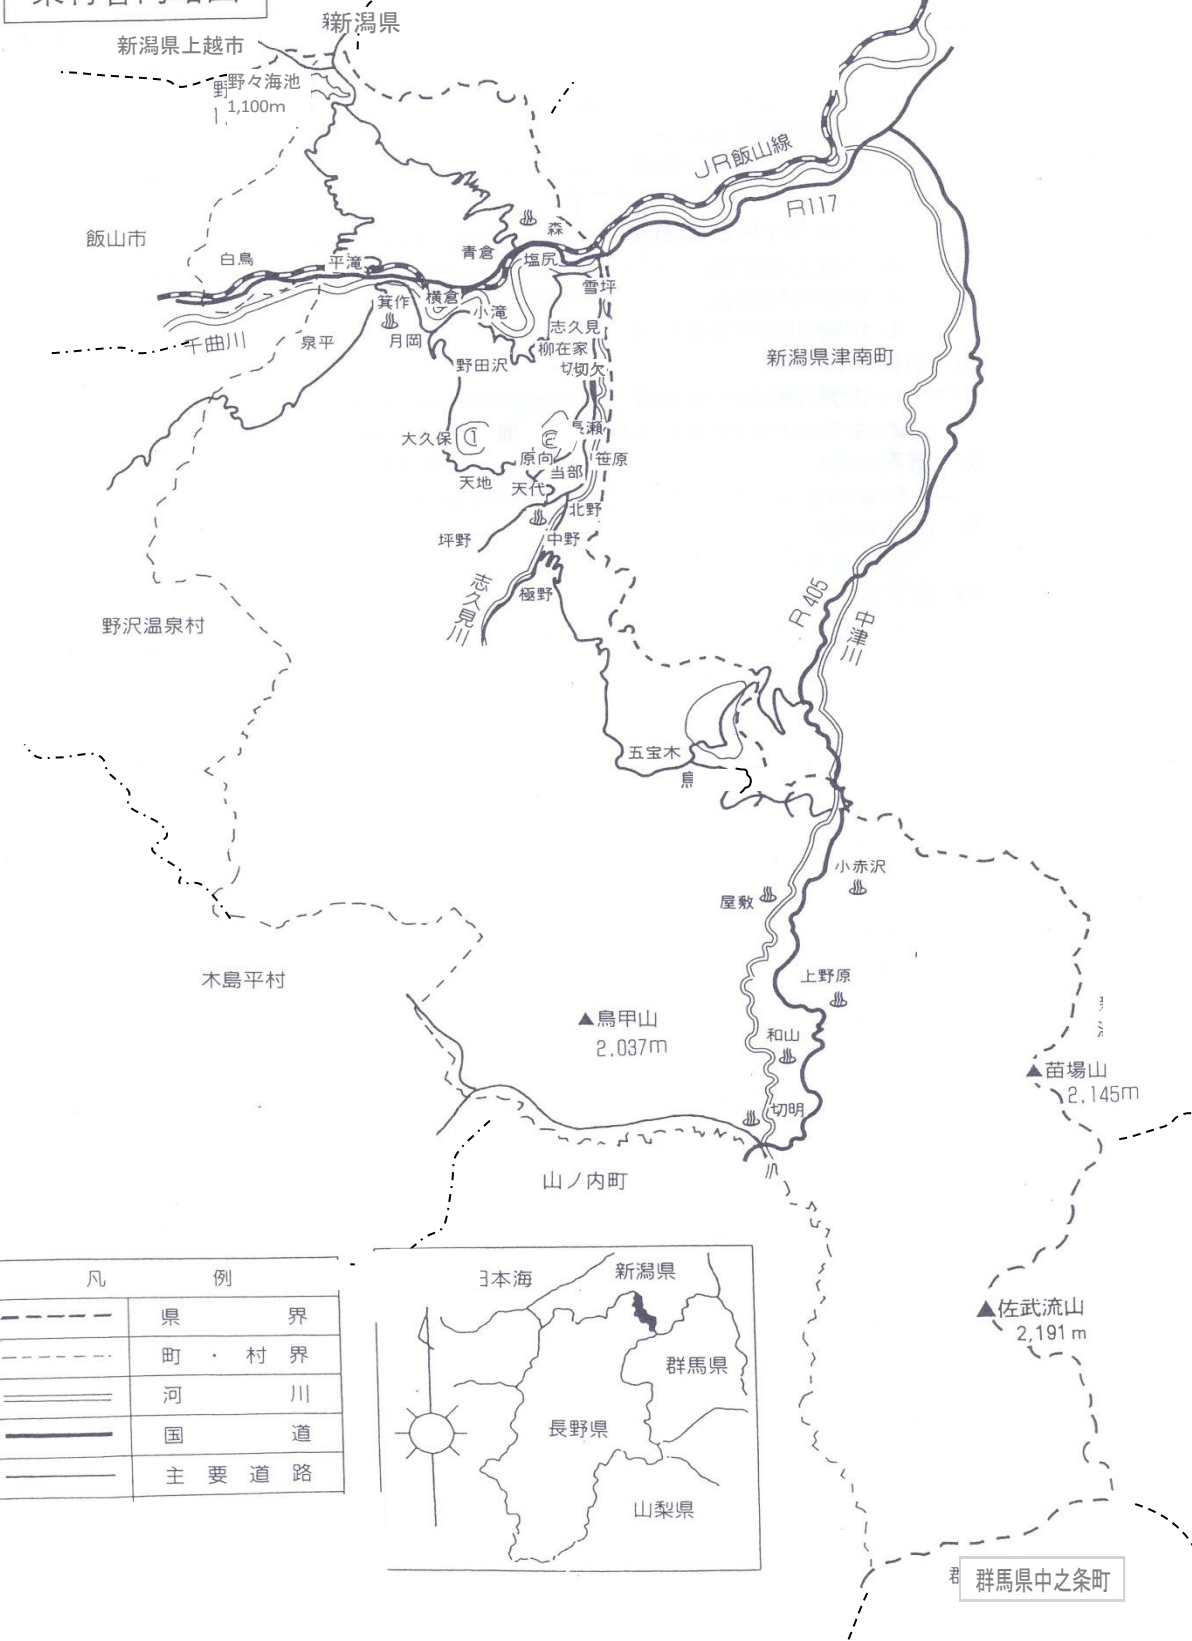 新潟県
新潟県上越市
野々海池
1,100m
JR飯山線
R117
飯山市
白鳥
平滝
青倉
森
塩尻
雪坪
箕作
横倉
小滝
志久見
千曲川
泉平
月岡
柳在家
野田沢
切欠
新潟県津南町
大久保
長瀬
原向
笹原
天地
天代
当部
北野
坪野
中野
志久見川
極野
R405
中津川
野沢温泉村
五宝木
小赤沢
屋敷
木島平村
上野原
▲鳥甲山
2,037m
和山
▲苗場山
2,145m
切明
山ノ内町
▲佐武流山
2,191m
凡例
県界
町・村界
河川
国道
主要道路
日本海
新潟県
群馬県
長野県
山梨県
群馬県中之条町